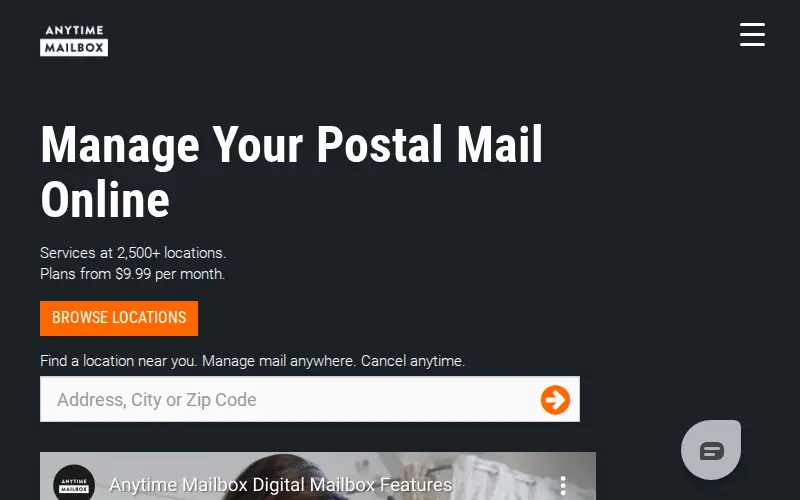 ANYTIME
MAILBOX
Manage Your Postal Mail
Online
Services at 2,500+ locations.
Plans from $9.99 per month.
BROWSE LOCATIONS
Find a location near you. Manage mail anywhere. Cancel anytime.
Address, City or Zip Code
ANYTIME
MAILBOX
Anytime Mailbox Digital Mailbox Features